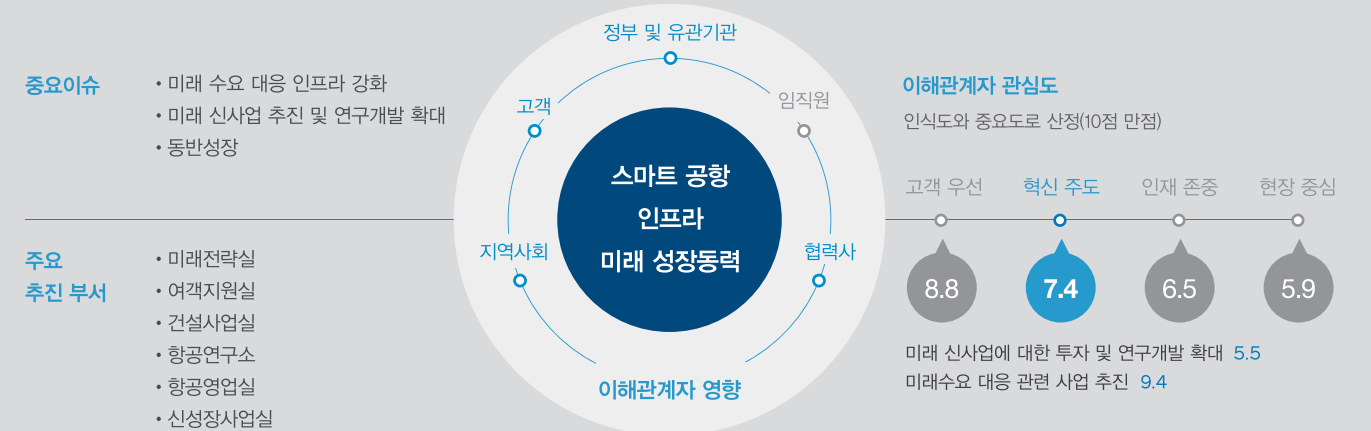 중요이슈
• 미래 수요 대응 인프라 강화
• 미래 신사업 추진 및 연구개발 확대
• 동반성장
주요
추진 부서
• 미래전략실
• 여객지원실
• 건설사업실
• 항공연구소
• 항공영업실
• 신성장사업실
정부 및 유관기관
고객
임직원
스마트 공항
인프라
미래 성장동력
지역사회
협력사
이해관계자 영향
이해관계자 관심도
인식도와 중요도로 산정(10점 만점)
고객 우선 혁신 주도 인재 존중 현장 중심
8.8 7.4 6.5 5.9
미래 신사업에 대한 투자 및 연구개발 확대 5.5
미래수요 대응 관련 사업 추진 9.4